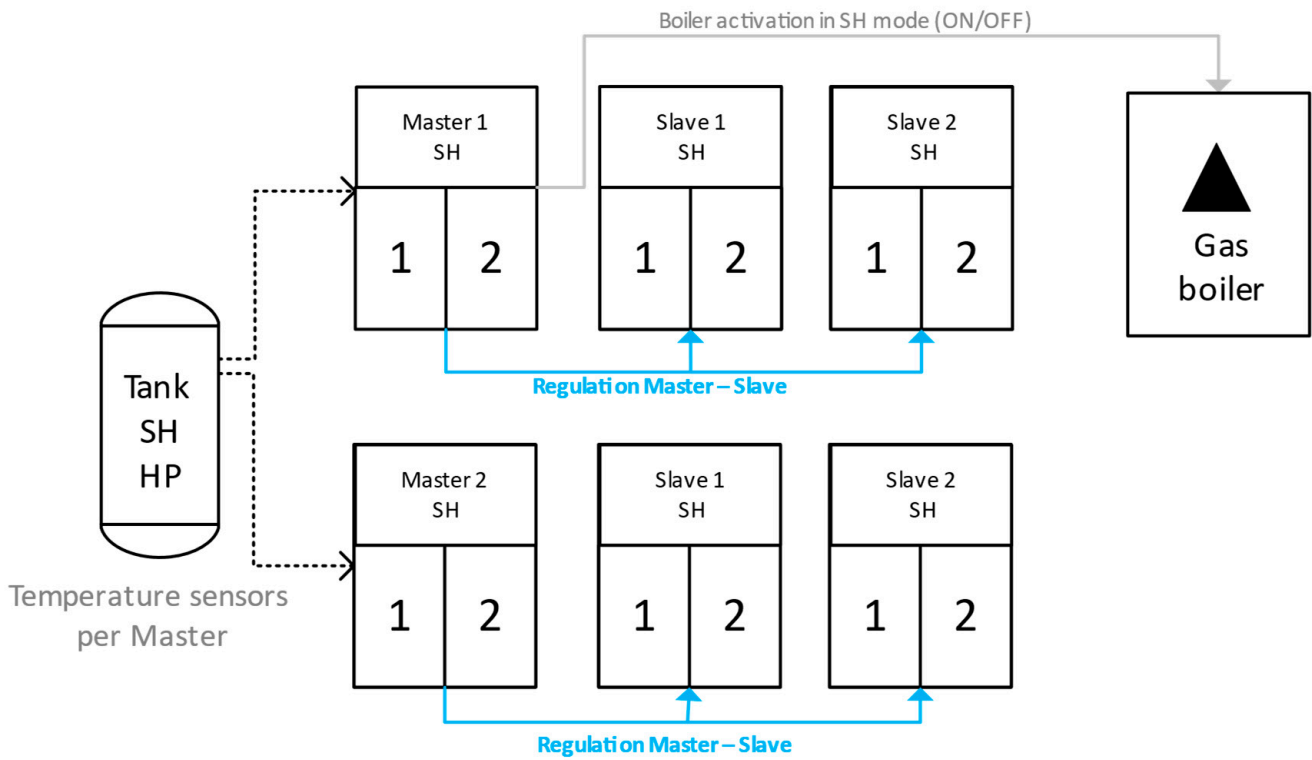 Boiler activation in SH mode (ON/OFF)
Master 1
SH
Slave 1
SH
Slave 2
SH
1
2
1
2
1
2
Gas
boiler
Regulation Master – Slave
Tank
SH
HP
Temperature sensors
per Master
Master 2
SH
Slave 1
SH
Slave 2
SH
1
2
1
2
1
2
Regulation Master – Slave